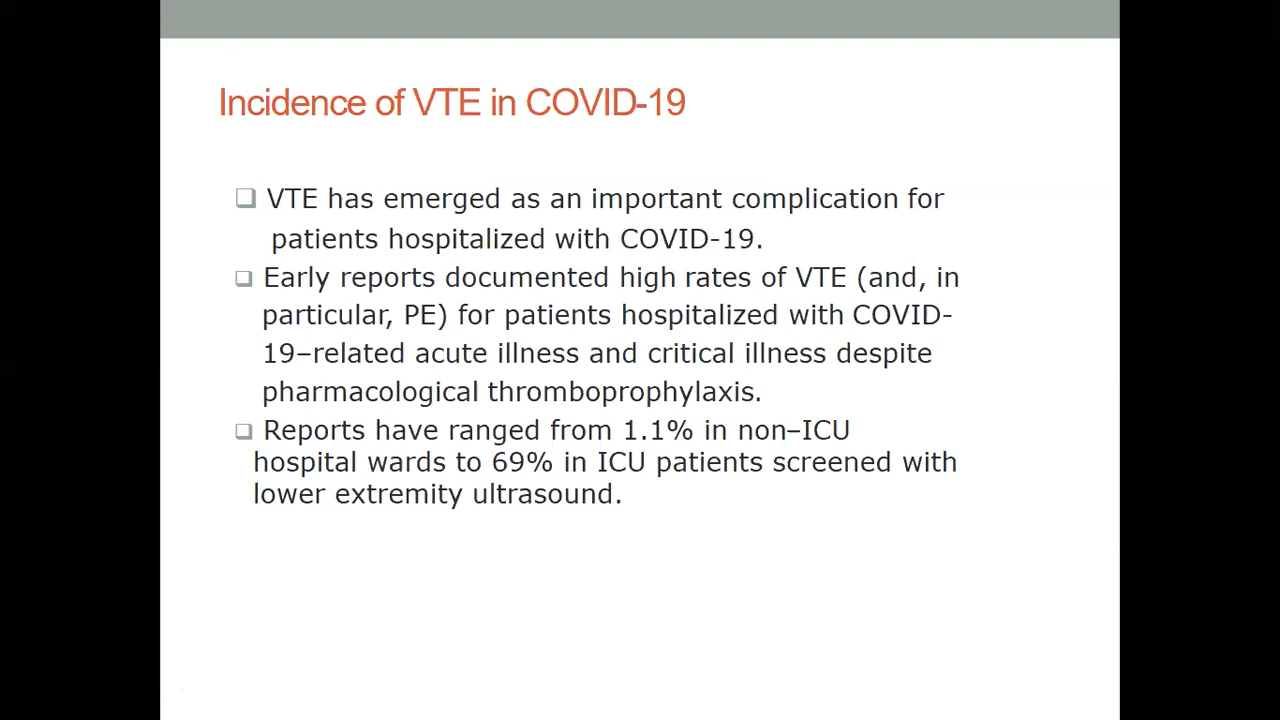 Incidence of VTE in COVID-19
VTE has emerged as an important complication for
patients hospitalized with COVID-19.
Early reports documented high rates of VTE (and, in
particular, PE) for patients hospitalized with COVID-
19–related acute illness and critical illness despite
pharmacological thromboprophylaxis.
Reports have ranged from 1.1% in non–ICU
hospital wards to 69% in ICU patients screened with
lower extremity ultrasound.